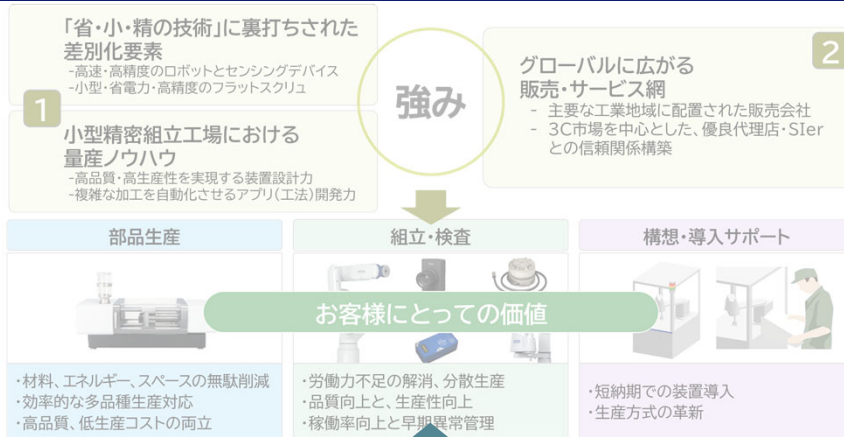 「省・小・精の技術」に裏打ちされた
差別化要素
-高速・高精度のロボットとセンシングデバイス
-小型・省電力・高精度のフラットスクリュ
1
小型精密組立工場における
量産ノウハウ
-高品質・高生産性を実現する装置設計力
-複雑な加工を自動化させるアプリ(工法)開発力
強み
2
グローバルに広がる
販売・サービス網
- 主要な工業地域に配置された販売会社
- 3C市場を中心とした、優良代理店・SIer
との信頼関係構築
部品生産
組立・検査
構想・導入サポート
お客様にとっての価値
・材料、エネルギー、スペースの無駄削減
・効率的な多品種生産対応
・高品質、低生産コストの両立
・労働力不足の解消、分散生産
・品質向上と、生産性向上
・稼働率向上と早期異常管理
・短納期での装置導入
・生産方式の革新